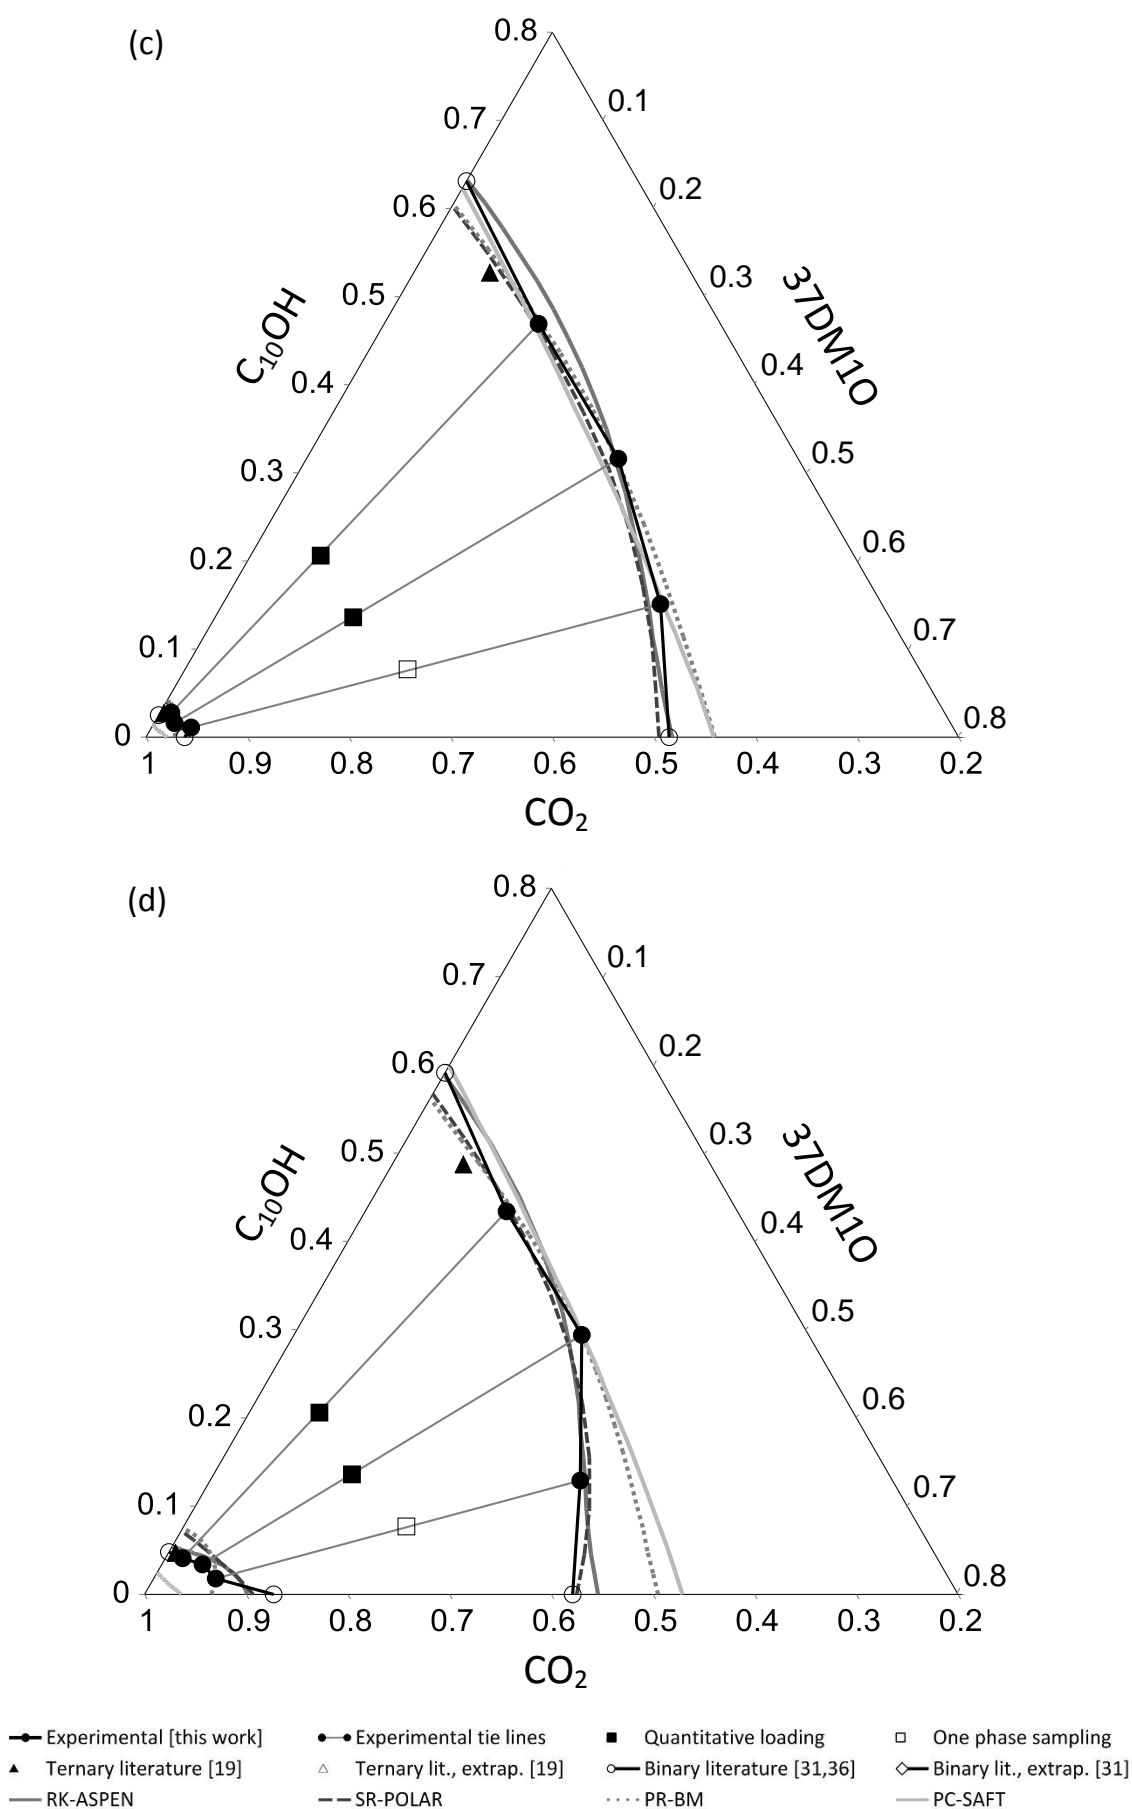 (c)
0.8
0.1
0.7
0.2
0.6
0.3
0.5
C₁₀OH
37DM1O
0.4
0.4
0.5
0.3
0.6
0.2
0.7
0.1
0.8
0
1 0.9 0.8 0.7 0.6 0.5 0.4 0.3 0.2
CO₂
(d)
0.8
0.1
0.7
0.2
0.6
0.3
0.5
C₁₀OH
37DM1O
0.4
0.4
0.5
0.3
0.6
0.2
0.7
0.1
0.8
0
1 0.9 0.8 0.7 0.6 0.5 0.4 0.3 0.2
CO₂
Experimental [this work] Experimental tie lines Quantitative loading One phase sampling
Ternary literature [19] Ternary lit., extrap. [19] Binary literature [31,36] Binary lit., extrap. [31]
RK-ASPEN SR-POLAR PR-BM PC-SAFT